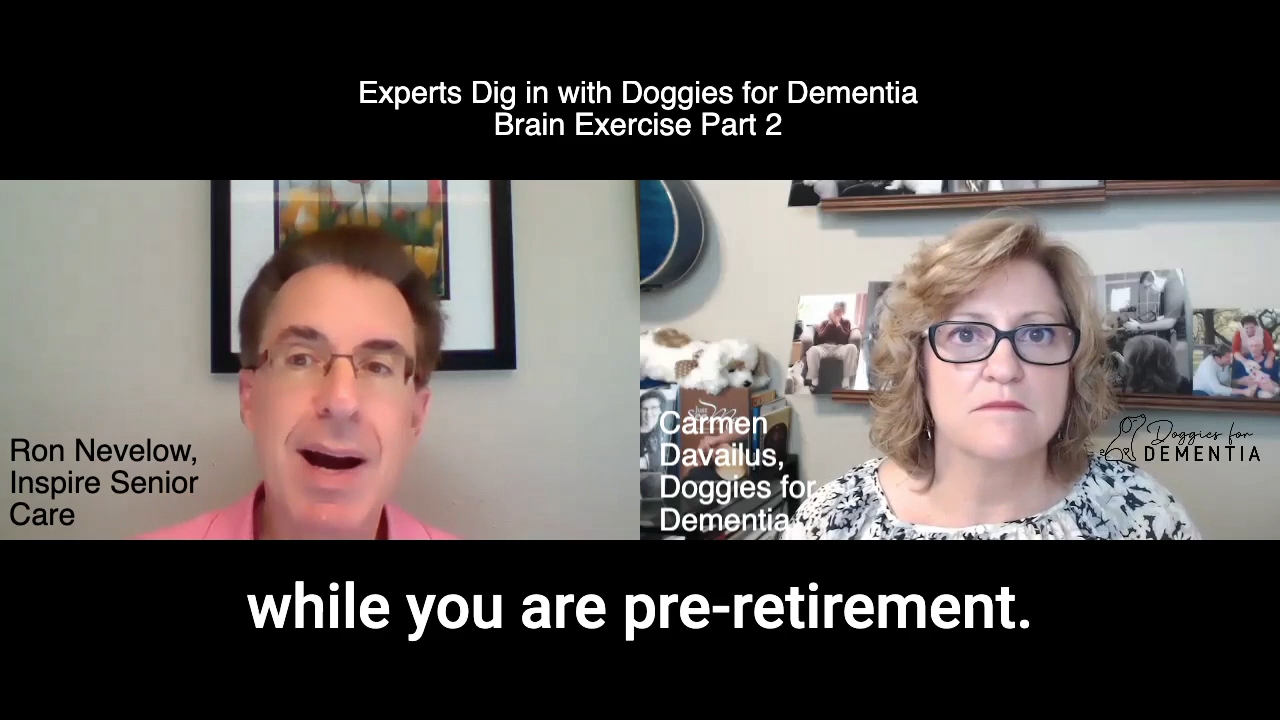 Experts Dig in with Doggies for Dementia
Brain Exercise Part 2
Ron Nevelow,
Inspire Senior
Care
Carmen
Davailus,
Doggies for
Dementia
Doggies for
DEMENTIA
while you are pre-retirement.